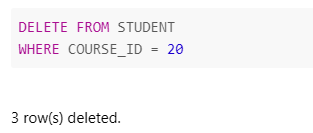 DELETE FROM STUDENT
WHERE COURSE_ID = 20
3 row(s) deleted.